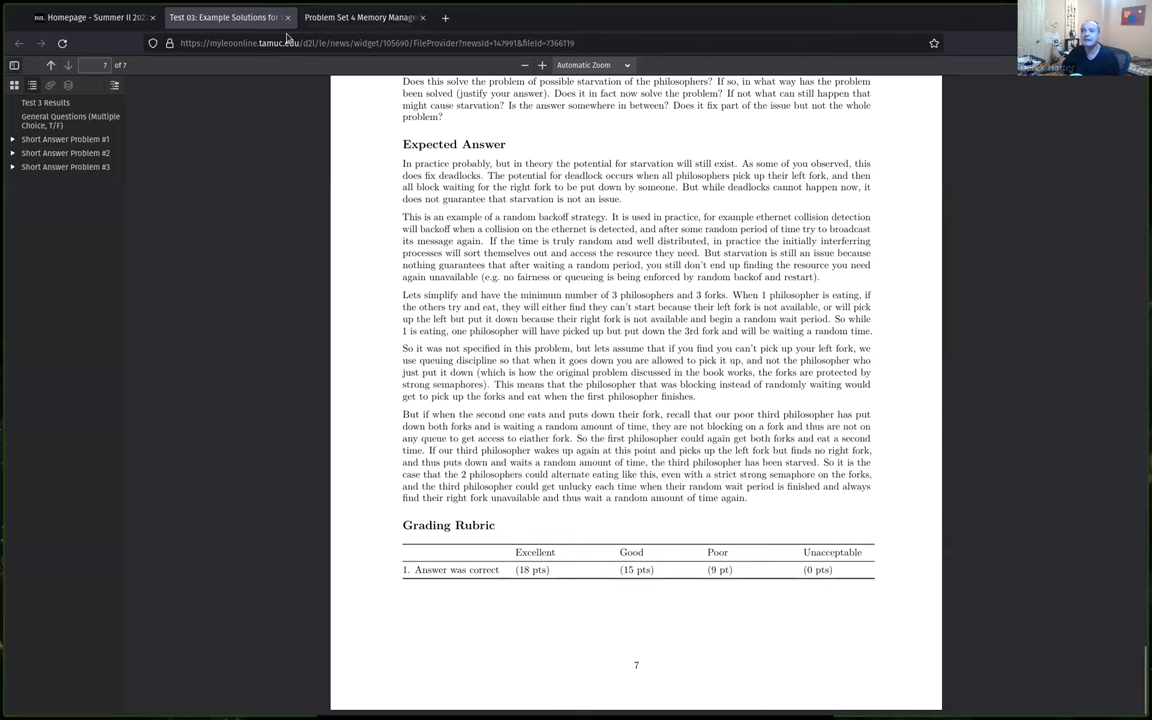 Homepage - Summer II 202
Test 03: Example Solutions for
Problem Set 4 Memory Manage
https://myleoonline.tamuc.edu/d2l/le/news/widget/105690/FileProvider?newsId=147991&fileId=7366119
7 of 7
Automatic Zoom
Test 3 Results
General Questions (Multiple
Choice, T/F)
Short Answer Problem #1
Short Answer Problem #2
Short Answer Problem #3
Does this solve the problem of possible starvation of the philosophers? If so, in what way has the problem
been solved (justify your answer). Does it in fact now solve the problem? If not what can still happen that
might cause starvation? Is the answer somewhere in between? Does it fix part of the issue but not the whole
problem?
Expected Answer
In practice probably, but in theory the potential for starvation will still exist. As some of you observed, this
does fix deadlocks. The potential for deadlock occurs when all philosophers pick up their left fork, and then
all block waiting for the right fork to be put down by someone. But while deadlocks cannot happen now, it
does not guarantee that starvation is not an issue.
This is an example of a random backoff strategy. It is used in practice, for example ethernet collision detection
will backoff when a collision on the ethernet is detected, and after some random period of time try to broadcast
its message again. If the time is truly random and well distributed, in practice the initially interfering
processes will sort themselves out and access the resource they need. But starvation is still an issue because
nothing guarantees that after waiting a random period, you still don't end up finding the resource you need
again unavailable (e.g. no fairness or queueing is being enforced by random backof and restart).
Lets simplify and have the minimum number of 3 philosophers and 3 forks. When 1 philosopher is eating, if
the others try and eat, they will either find they can't start because their left fork is not available, or will pick
up the left but put it down because their right fork is not available and begin a random wait period. So while
1 is eating, one philosopher will have picked up but put down the 3rd fork and will be waiting a random time.
So it was not specified in this problem, but lets assume that if you find you can't pick up your left fork, we
use queuing discipline so that when it goes down you are allowed to pick it up, and not the philosopher who
just put it down (which is how the original problem discussed in the book works, the forks are protected by
strong semaphores). This means that the philosopher that was blocking instead of randomly waiting would
get to pick up the forks and eat when the first philosopher finishes.
But if when the second one eats and puts down their fork, recall that our poor third philosopher has put
down both forks and is waiting a random amount of time, they are not blocking on a fork and thus are not on
any queue to get access to eiather fork. So the first philosopher could again get both forks and eat a second
time. If our third philosopher wakes up again at this point and picks up the left fork but finds no right fork,
and thus puts down and waits a random amount of time, the third philosopher has been starved. So it is the
case that the 2 philosophers could alternate eating like this, even with a strict strong semaphore on the forks,
and the third philosopher could get unlucky each time when their random wait period is finished and always
find their right fork unavailable and thus wait a random amount of time again.
Grading Rubric
Excellent Good Poor Unacceptable
1. Answer was correct (18 pts) (15 pts) (9 pt) (0 pts)
7